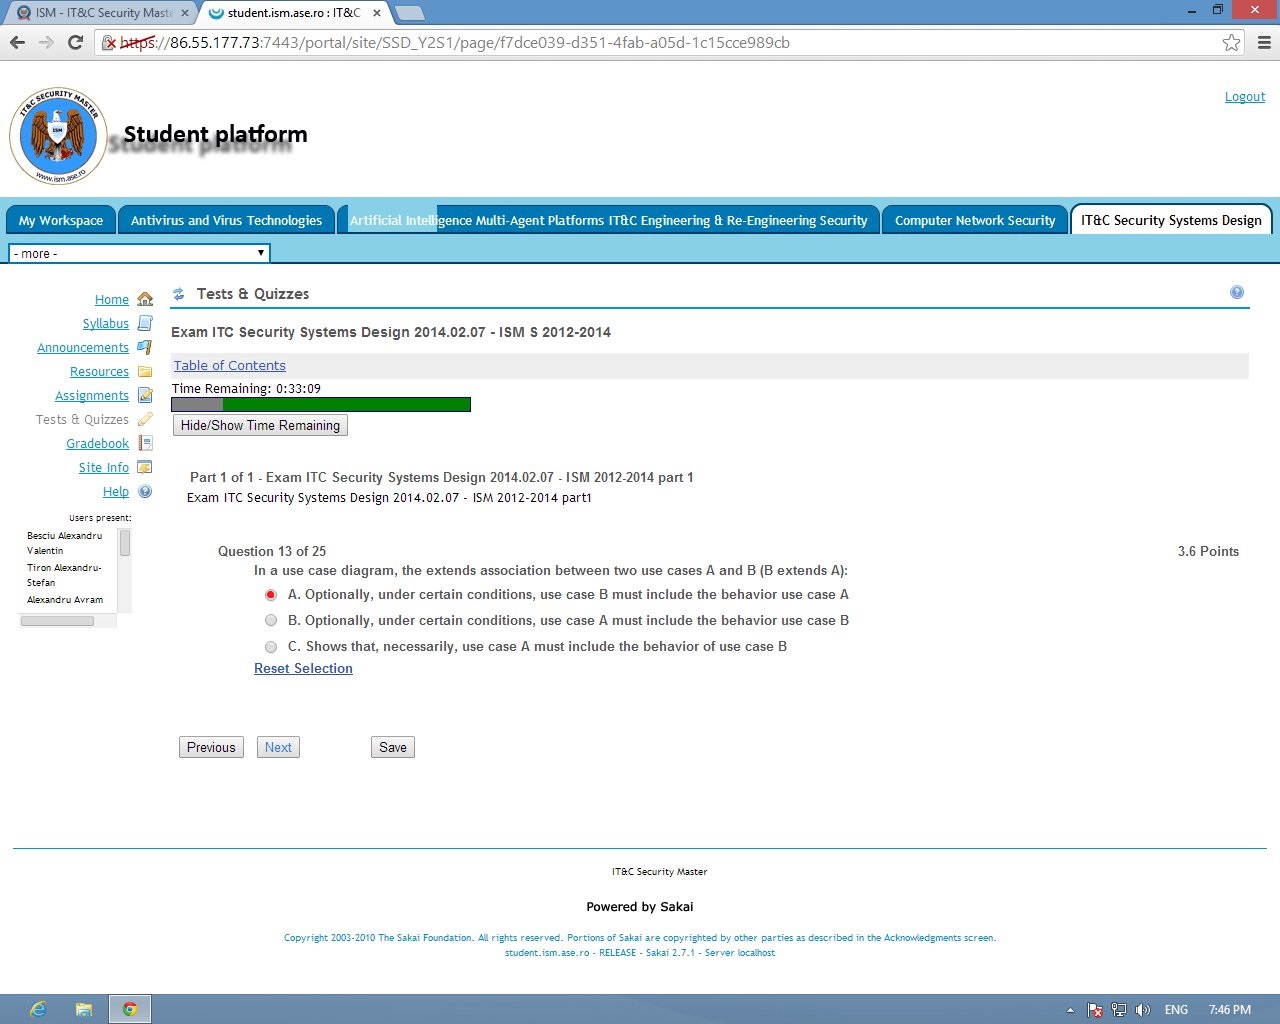 ISM - IT&C Security Maste
student.ism.ase.ro : IT&C
https://86.55.177.73:7443/portal/site/SSD_Y2S1/page/f7dce039-d351-4fab-a05d-1c15cce989cb
IT&C SECURITY MASTER
ISM
www.ism.ase.ro
Student platform
Logout
My Workspace
Antivirus and Virus Technologies
Artificial Intelligence Multi-Agent Platforms IT&C Engineering & Re-Engineering Security
Computer Network Security
IT&C Security Systems Design
- more -
Home
Syllabus
Announcements
Resources
Assignments
Tests & Quizzes
Gradebook
Site Info
Help
Users present:
Besciu Alexandru
Valentin
Tiron Alexandru-
Stefan
Alexandru Avram
Tests & Quizzes
Exam ITC Security Systems Design 2014.02.07 - ISM S 2012-2014
Table of Contents
Time Remaining: 0:33:09
Hide/Show Time Remaining
Part 1 of 1 - Exam ITC Security Systems Design 2014.02.07 - ISM 2012-2014 part 1
Exam ITC Security Systems Design 2014.02.07 - ISM 2012-2014 part1
Question 13 of 25
3.6 Points
In a use case diagram, the extends association between two use cases A and B (B extends A):
A. Optionally, under certain conditions, use case B must include the behavior use case A
B. Optionally, under certain conditions, use case A must include the behavior use case B
C. Shows that, necessarily, use case A must include the behavior of use case B
Reset Selection
Previous
Next
Save
IT&C Security Master
Powered by Sakai
Copyright 2003-2010 The Sakai Foundation. All rights reserved. Portions of Sakai are copyrighted by other parties as described in the Acknowledgments screen.
student.ism.ase.ro - RELEASE - Sakai 2.7.1 - Server localhost
ENG
7:46 PM